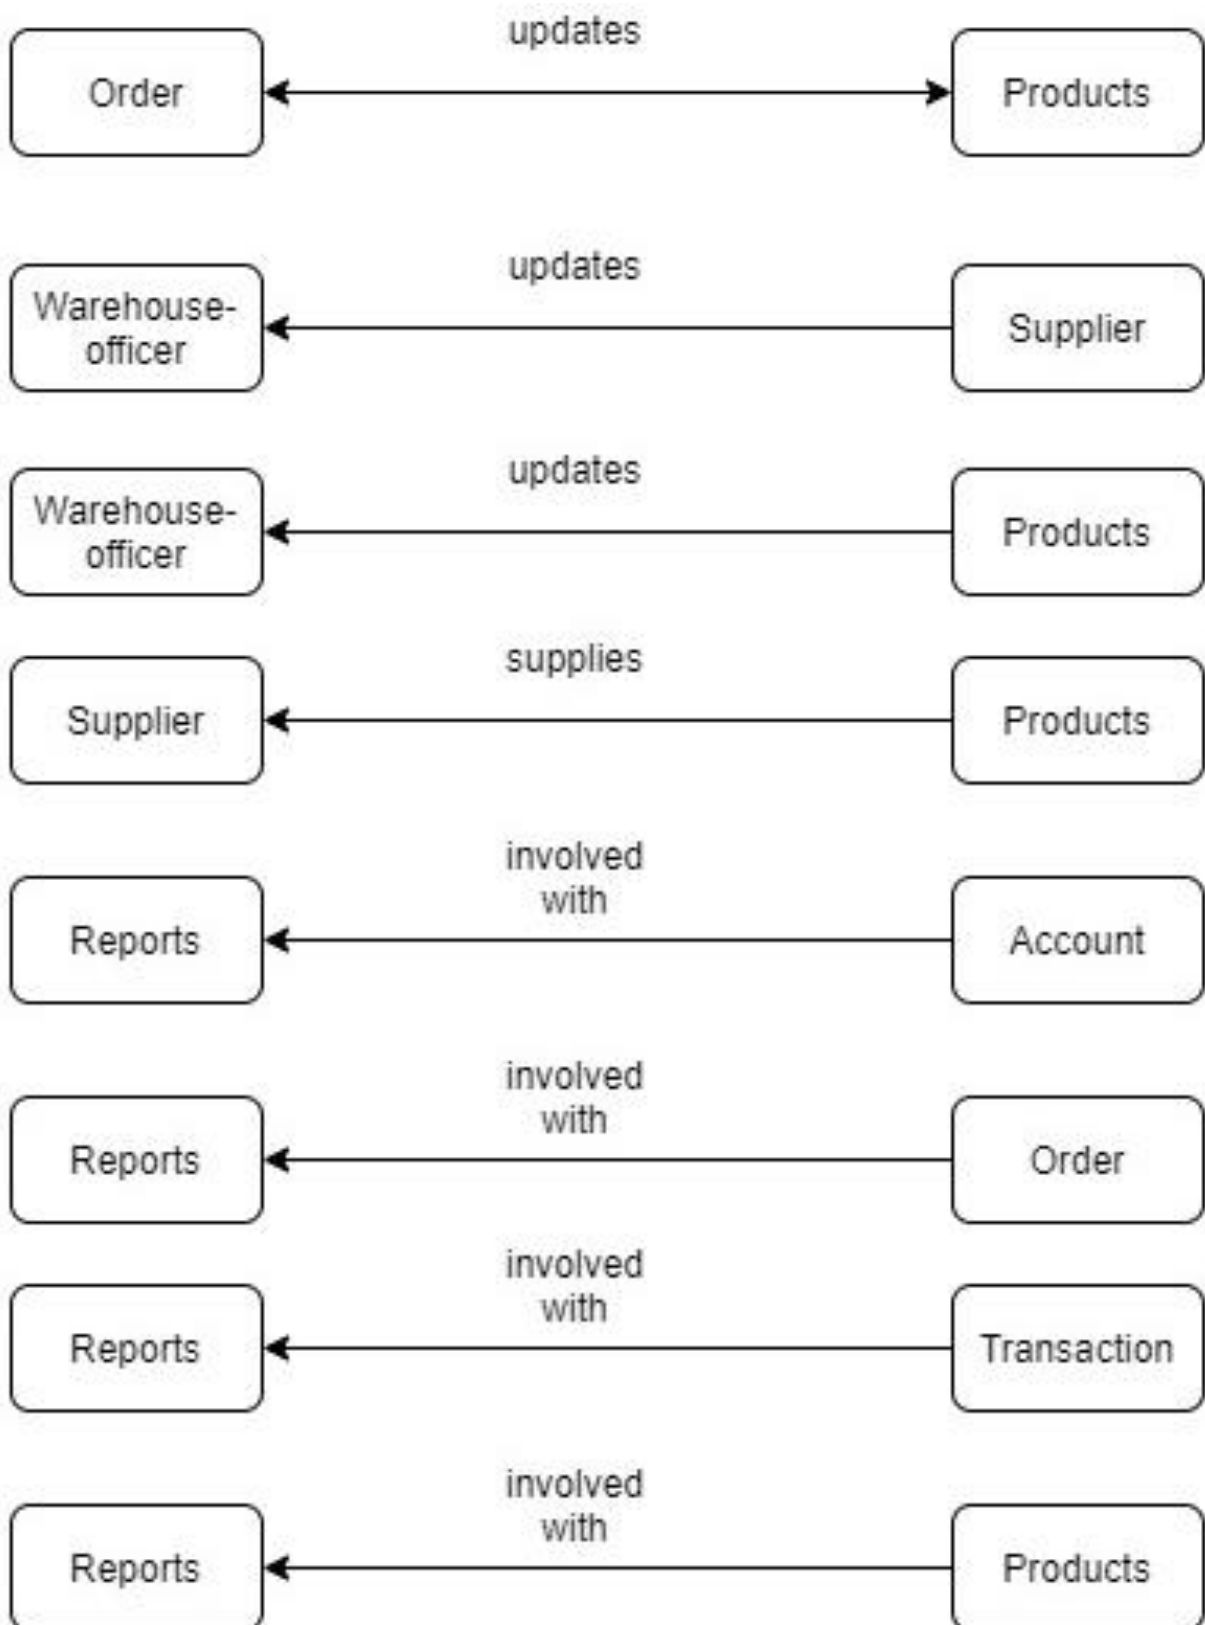 updates
Order
Products
updates
Warehouse-
officer
Supplier
updates
Warehouse-
officer
Products
supplies
Supplier
Products
involved
with
Reports
Account
involved
with
Reports
Order
involved
with
Reports
Transaction
involved
with
Reports
Products